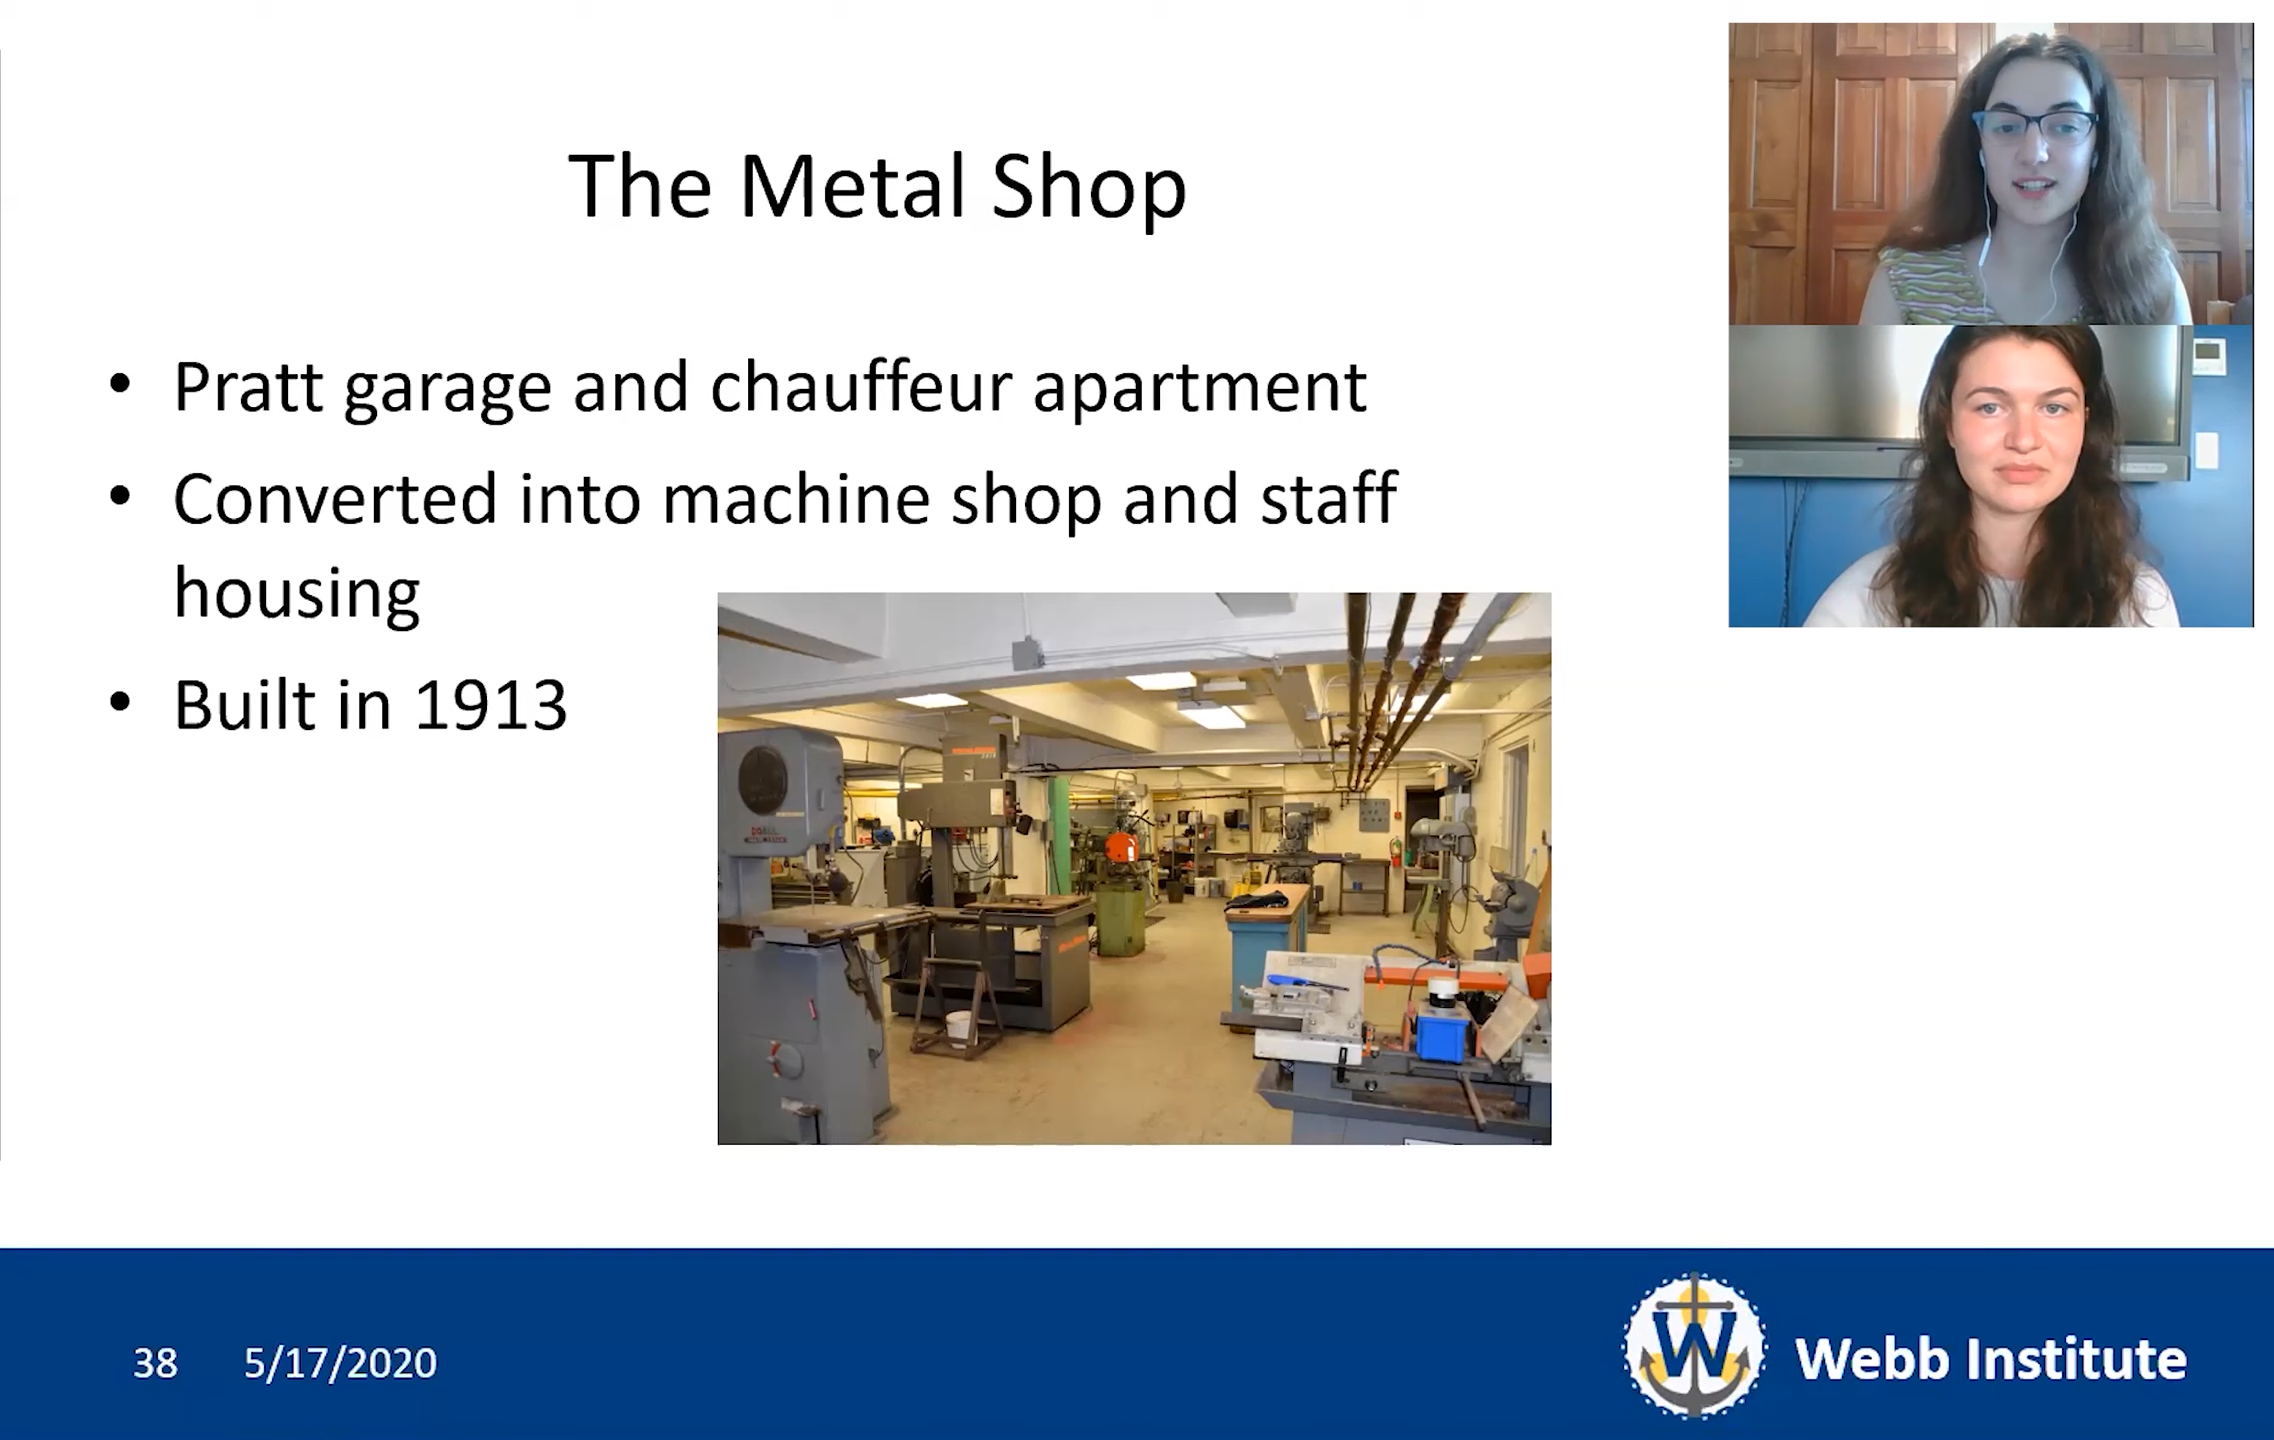 The Metal Shop
• Pratt garage and chauffeur apartment
• Converted into machine shop and staff
housing
• Built in 1913
DoALL
38 5/17/2020
W
Webb Institute